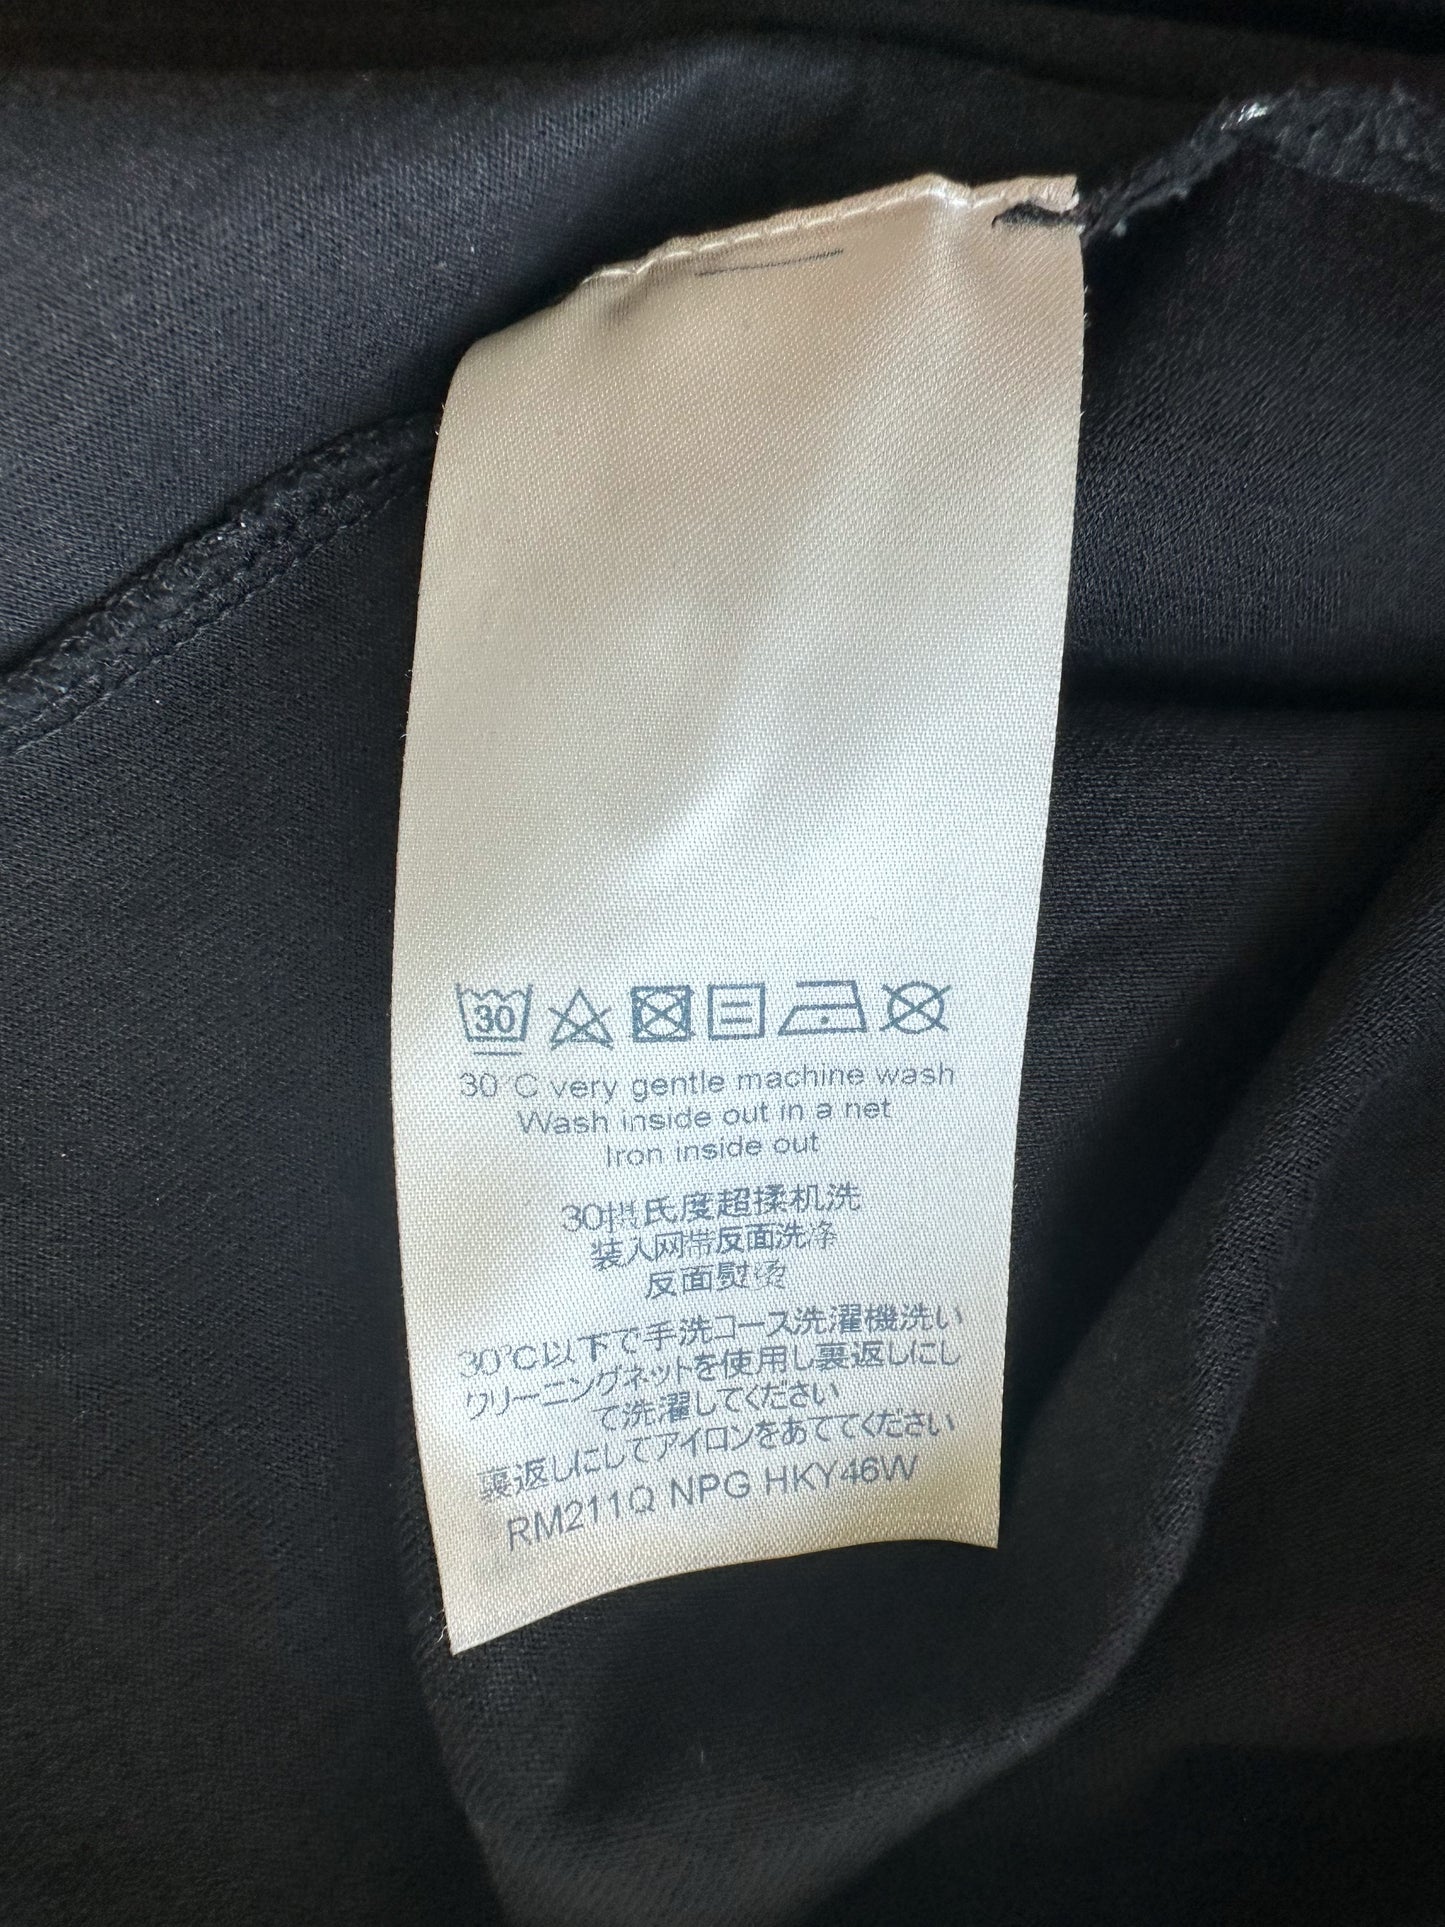 30
30°C very gentle machine wash
Wash inside out in a net
Iron inside out
30摄氏度超揉机洗
装入网带反面洗净
反面熨烫
30℃以下で手洗コース洗濯機洗い
クリーニングネットを使用し裏返しにし
て洗濯してください
裏返しにしてアイロンをあててください
RM211Q NPG HKY46W